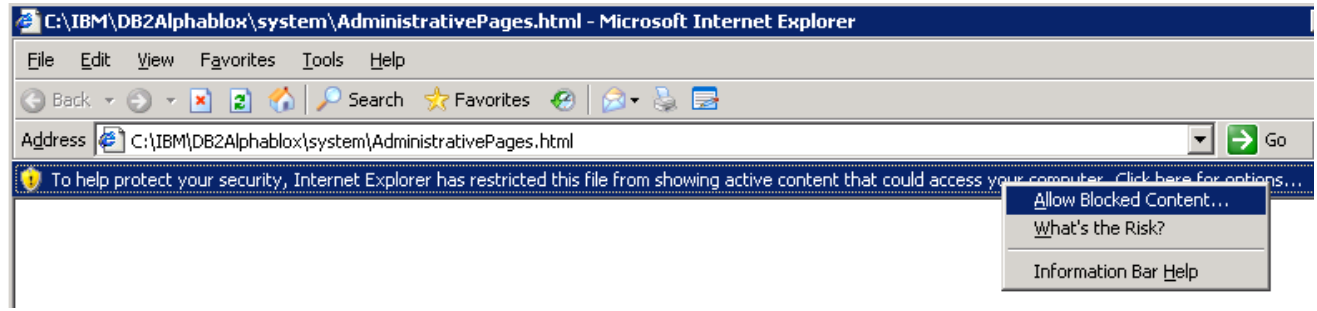 C:\IBM\DB2Alphablox\system\AdministrativePages.html - Microsoft Internet Explorer
File Edit View Favorites Tools Help
Back Search Favorites
Address C:\IBM\DB2Alphablox\system\AdministrativePages.html Go
To help protect your security, Internet Explorer has restricted this file from showing active content that could access your computer. Click here for options...
Allow Blocked Content...
What's the Risk?
Information Bar Help